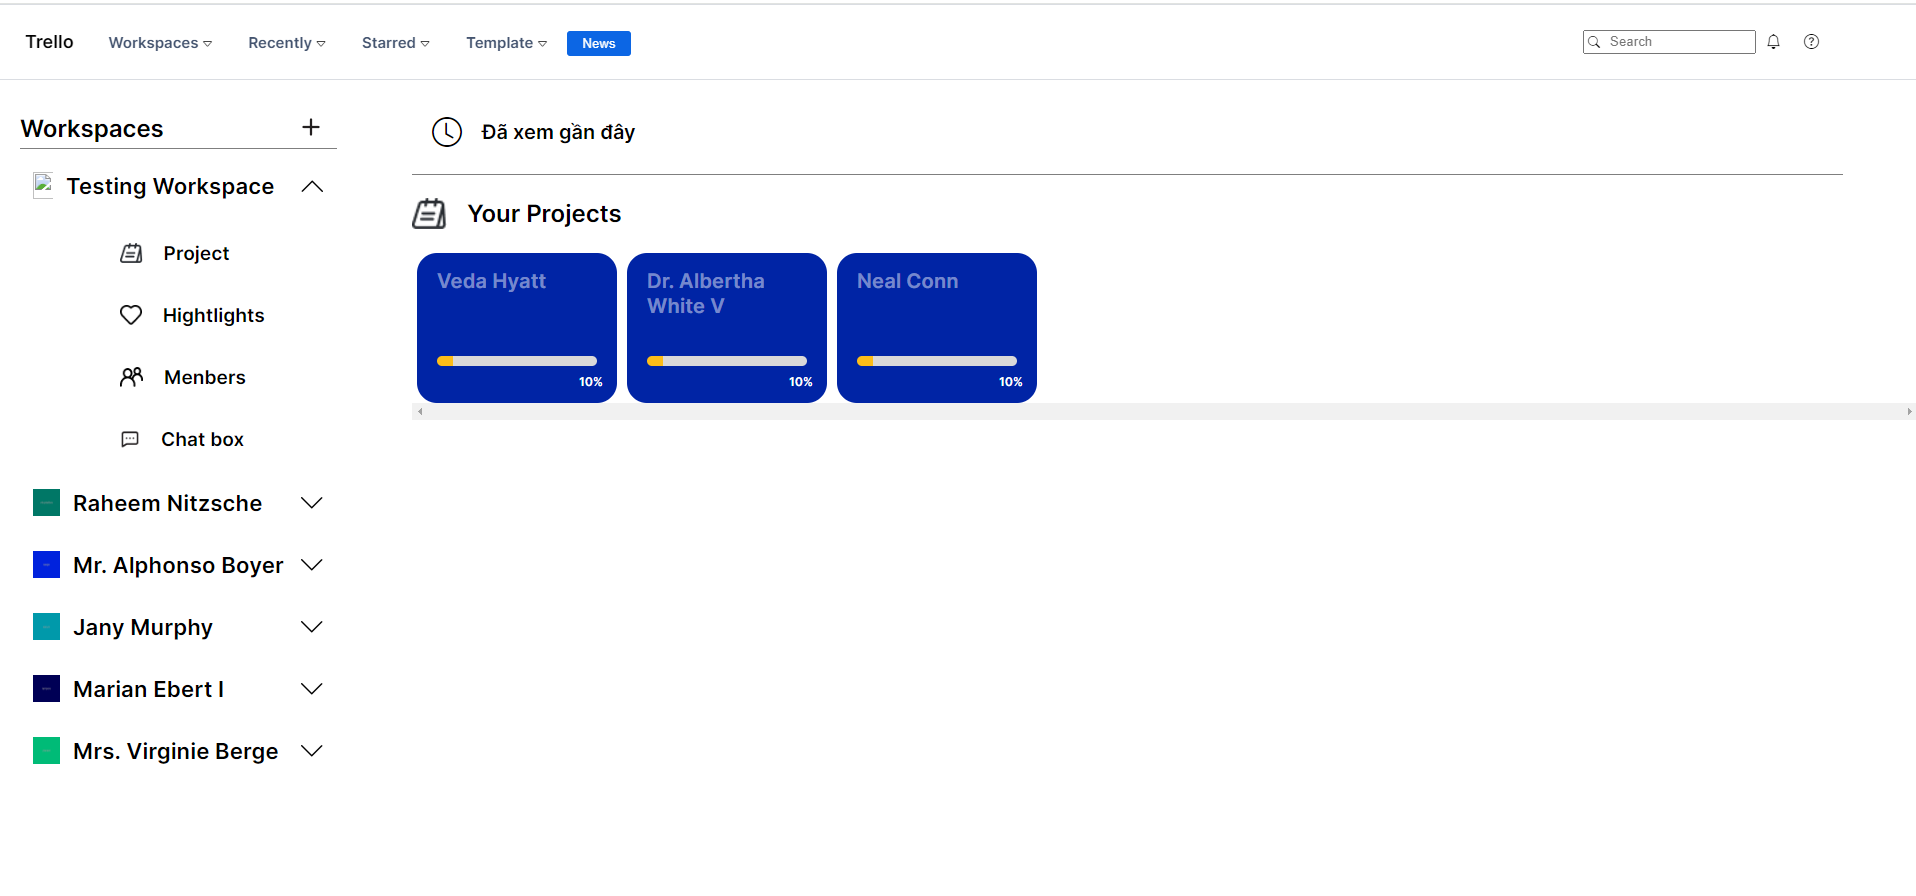 Trello
Workspaces
Recently
Starred
Template
News
Search
Workspaces
Testing Workspace
Project
Hightlights
Menbers
Chat box
Raheem Nitzsche
Mr. Alphonso Boyer
Jany Murphy
Marian Ebert I
Mrs. Virginie Berge
Đã xem gần đây
Your Projects
Veda Hyatt
10%
Dr. Albertha
White V
10%
Neal Conn
10%